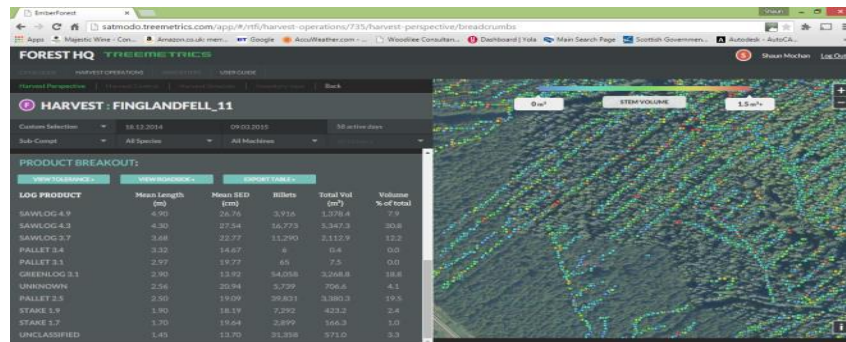 EmberForest
Shaun
satmodo.treemetrics.com/app/#/rtfi/harvest-operations/735/harvest-perspective/breadcrumbs
Apps Majestic Wine - Con... Amazon.co.uk: mem... Google AccuWeather.com - ... Woodlee Consultan... Dashboard | Yola Main Search Page Scottish Governmen... Autodesk - AutoCA...
FOREST HQ TREEMETRICS
S Shaun Mochan Log Out
HARVEST OPERATIONS USER GUIDE
Harvest Perspective Back
HARVEST : FINGLANDFELL_11
Custom Selection 18.12.2014 09.03.2015 58 active days
Sub-Compt All Species All Machines
0 m³ STEM VOLUME 1.5 m³+
PRODUCT BREAKOUT:
VIEW TOLERANCE VIEW ROADSIDE EXPORT TABLE
LOG PRODUCT Mean Length (m) Mean SED (cm) Billets Total Vol (m³) Volume % of total
SAWLOG 4.9 4.90 26.76 3,916 1,378.4 7.9
SAWLOG 4.3 4.30 27.54 16,773 5,347.3 30.8
SAWLOG 3.7 3.68 22.77 11,290 2,112.9 12.2
PALLET 3.4 3.32 14.67 6 0.4 0.0
PALLET 3.1 2.97 19.77 65 7.5 0.0
GREENLOG 3.1 2.90 13.92 54,058 3,268.8 18.8
UNKNOWN 2.56 20.94 5,739 706.6 4.1
PALLET 2.5 2.50 19.09 39,831 3,380.3 19.5
STAKE 1.9 1.90 18.19 7,292 423.2 2.4
STAKE 1.7 1.70 19.64 2,899 166.3 1.0
UNCLASSIFIED 1.45 13.70 31,358 571.0 3.3